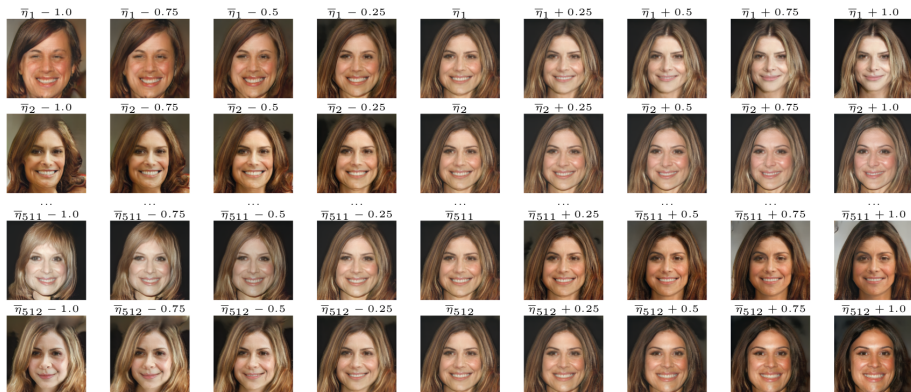 η̅₁ − 1.0 η̅₁ − 0.75 η̅₁ − 0.5 η̅₁ − 0.25 η̅₁ η̅₁ + 0.25 η̅₁ + 0.5 η̅₁ + 0.75 η̅₁ + 1.0
η̅₂ − 1.0 η̅₂ − 0.75 η̅₂ − 0.5 η̅₂ − 0.25 η̅₂ η̅₂ + 0.25 η̅₂ + 0.5 η̅₂ + 0.75 η̅₂ + 1.0
... ... ... ... ... ... ... ... ...
η̅₅₁₁ − 1.0 η̅₅₁₁ − 0.75 η̅₅₁₁ − 0.5 η̅₅₁₁ − 0.25 η̅₅₁₁ η̅₅₁₁ + 0.25 η̅₅₁₁ + 0.5 η̅₅₁₁ + 0.75 η̅₅₁₁ + 1.0
η̅₅₁₂ − 1.0 η̅₅₁₂ − 0.75 η̅₅₁₂ − 0.5 η̅₅₁₂ − 0.25 η̅₅₁₂ η̅₅₁₂ + 0.25 η̅₅₁₂ + 0.5 η̅₅₁₂ + 0.75 η̅₅₁₂ + 1.0